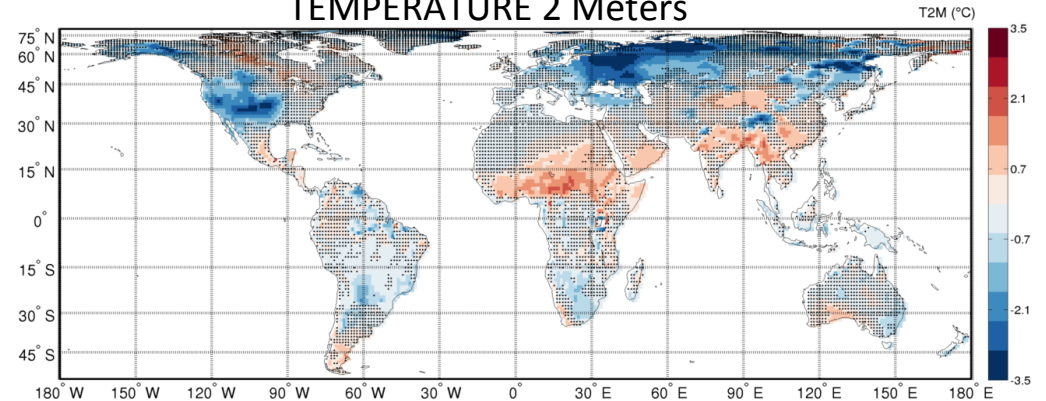 TEMPERATURE 2 Meters
T2M (°C)
75° N
60° N
45° N
30° N
15° N
0°
15° S
30° S
45° S
180° W 150° W 120° W 90° W 60° W 30° W 0° 30° E 60° E 90° E 120° E 150° E 180° E
3.5
2.1
0.7
-0.7
-2.1
-3.5